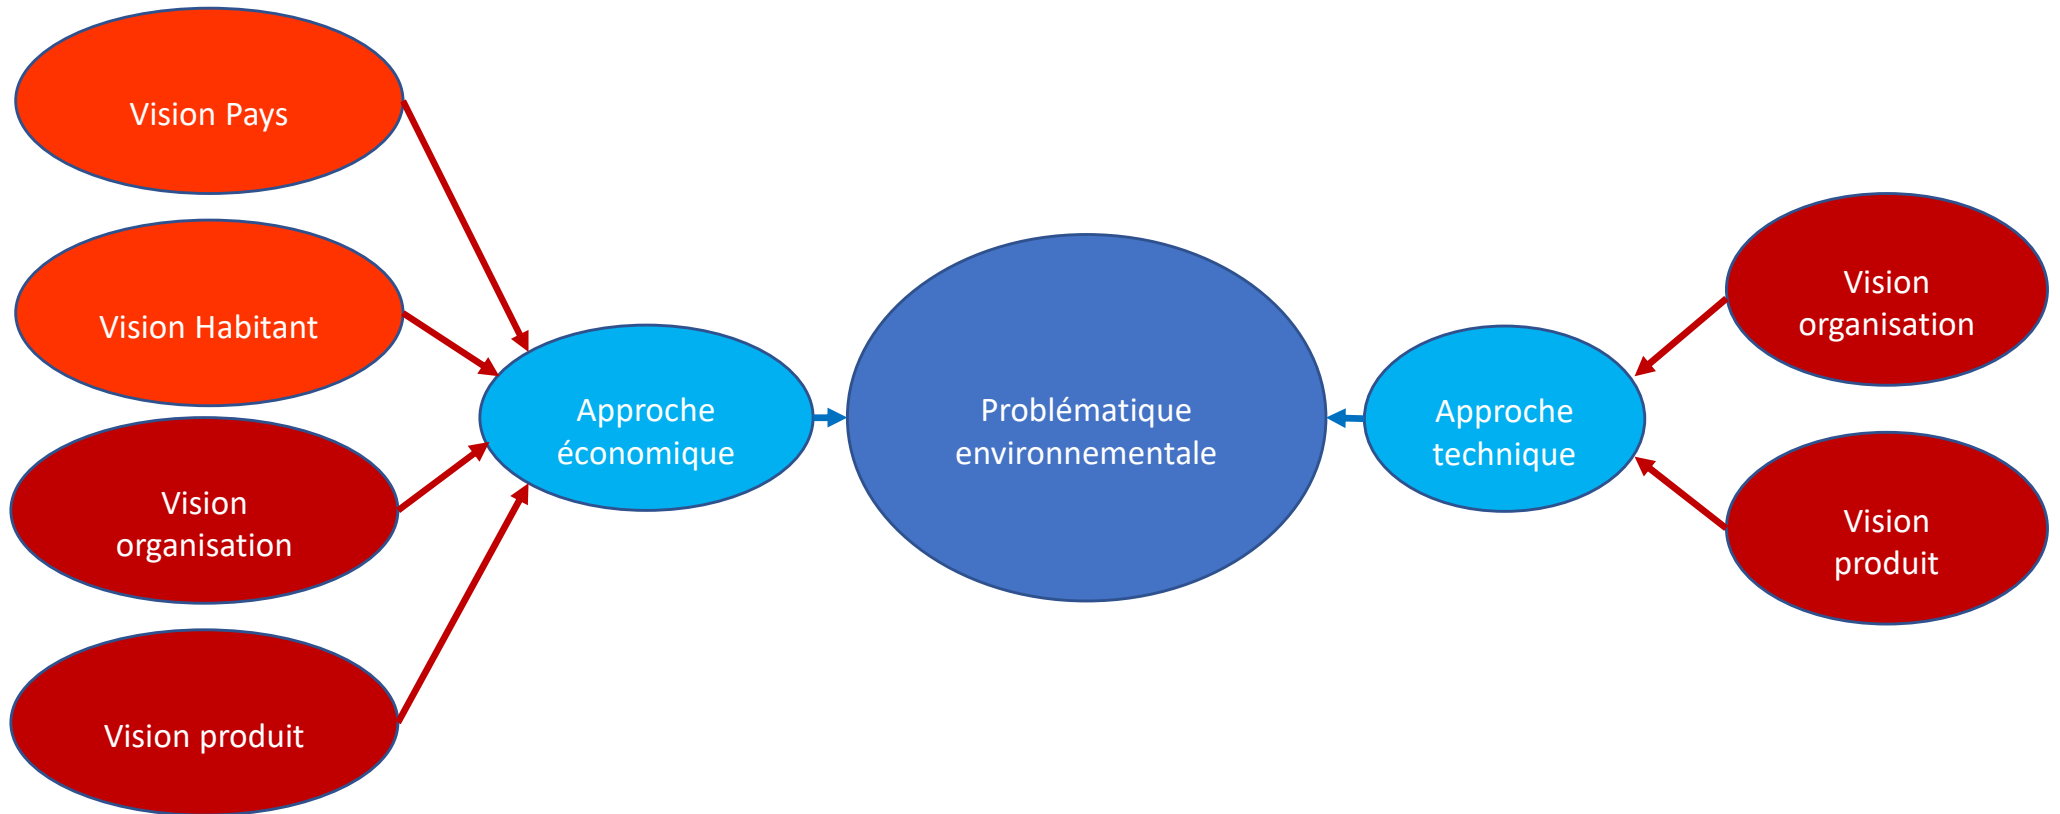 Vision Pays
Vision Habitant
Vision
organisation
Vision produit
Approche
économique
Problématique
environnementale
Approche
technique
Vision
organisation
Vision
produit